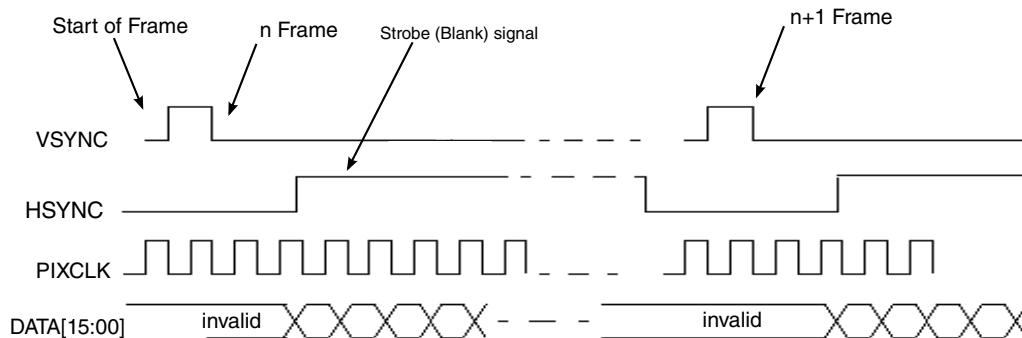 Start of Frame
n Frame
Strobe (Blank) signal
n+1 Frame
VSYNC
HSYNC
PIXCLK
DATA[15:00]
invalid
invalid